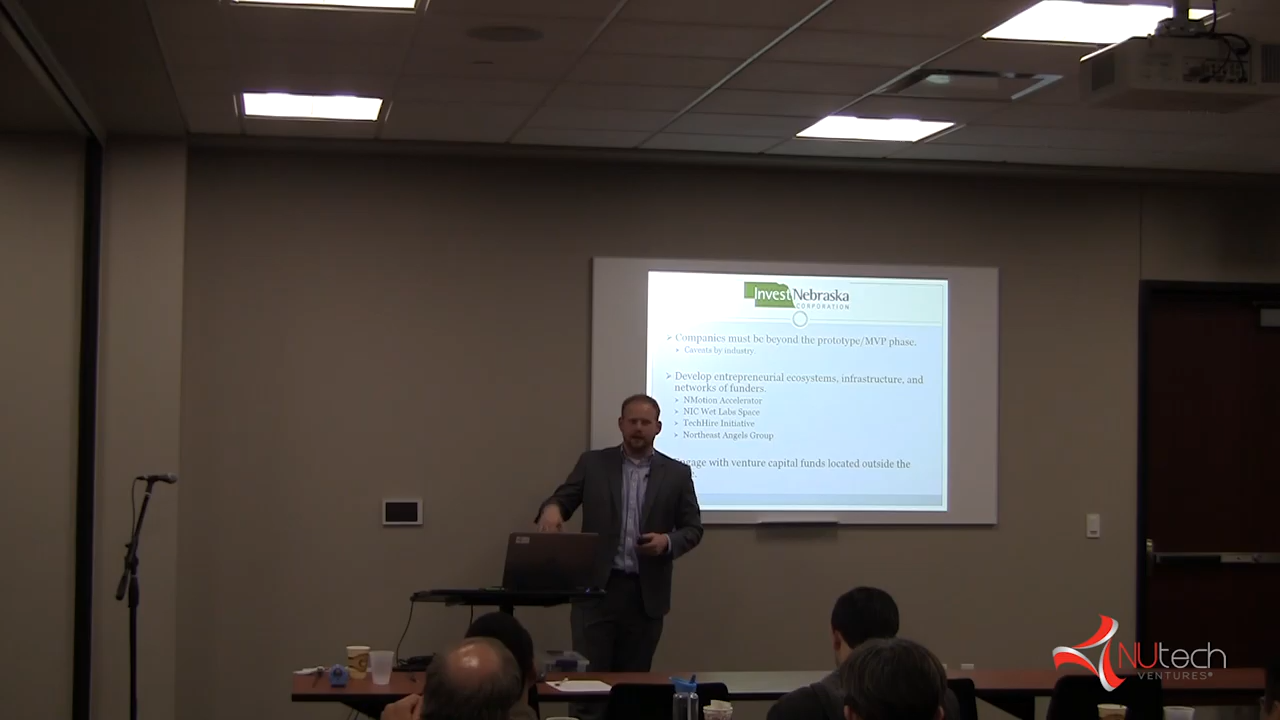 Invest Nebraska
CORPORATION
Companies must be beyond the prototype/MVP phase.
Caveats by industry.
Develop entrepreneurial ecosystems, infrastructure, and
networks of funders.
NMotion Accelerator
NIC Wet Labs Space
TechHire Initiative
Northeast Angels Group
with venture capital funds located outside the
NUtech
VENTURES®